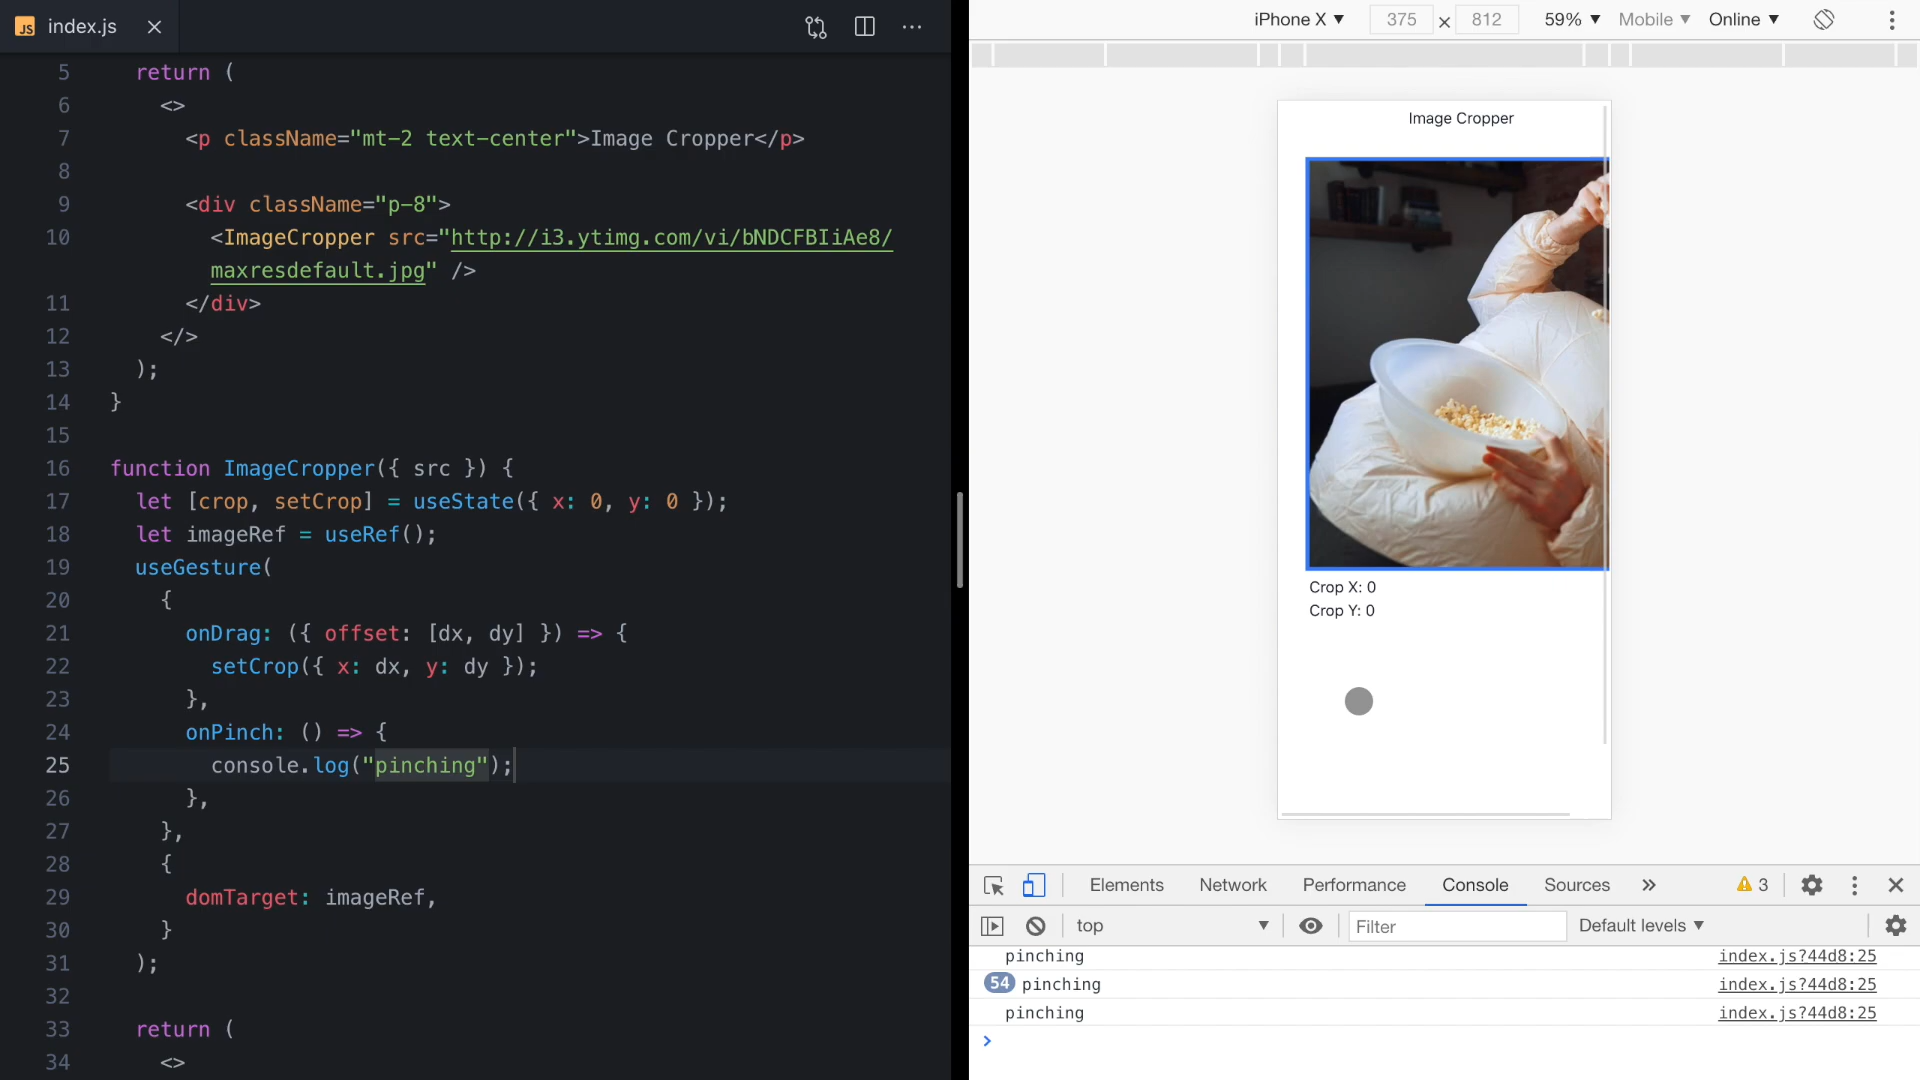 JS index.js
5 return (
6 <>
7 <p className="mt-2 text-center">Image Cropper</p>
8
9 <div className="p-8">
10 <ImageCropper src="http://i3.ytimg.com/vi/bNDCFBIiAe8/
maxresdefault.jpg" />
11 </div>
12 </>
13 );
14 }
15
16 function ImageCropper({ src }) {
17 let [crop, setCrop] = useState({ x: 0, y: 0 });
18 let imageRef = useRef();
19 useGesture(
20 {
21 onDrag: ({ offset: [dx, dy] }) => {
22 setCrop({ x: dx, y: dy });
23 },
24 onPinch: () => {
25 console.log("pinching");
26 },
27 },
28 {
29 domTarget: imageRef,
30 }
31 );
32
33 return (
34 <>
iPhone X ▼ 375 × 812 59% ▼ Mobile ▼ Online ▼
Image Cropper
Crop X: 0
Crop Y: 0
Elements Network Performance Console Sources » 3
top ▼ Filter Default levels ▼
pinching index.js?44d8:25
54 pinching index.js?44d8:25
pinching index.js?44d8:25
>